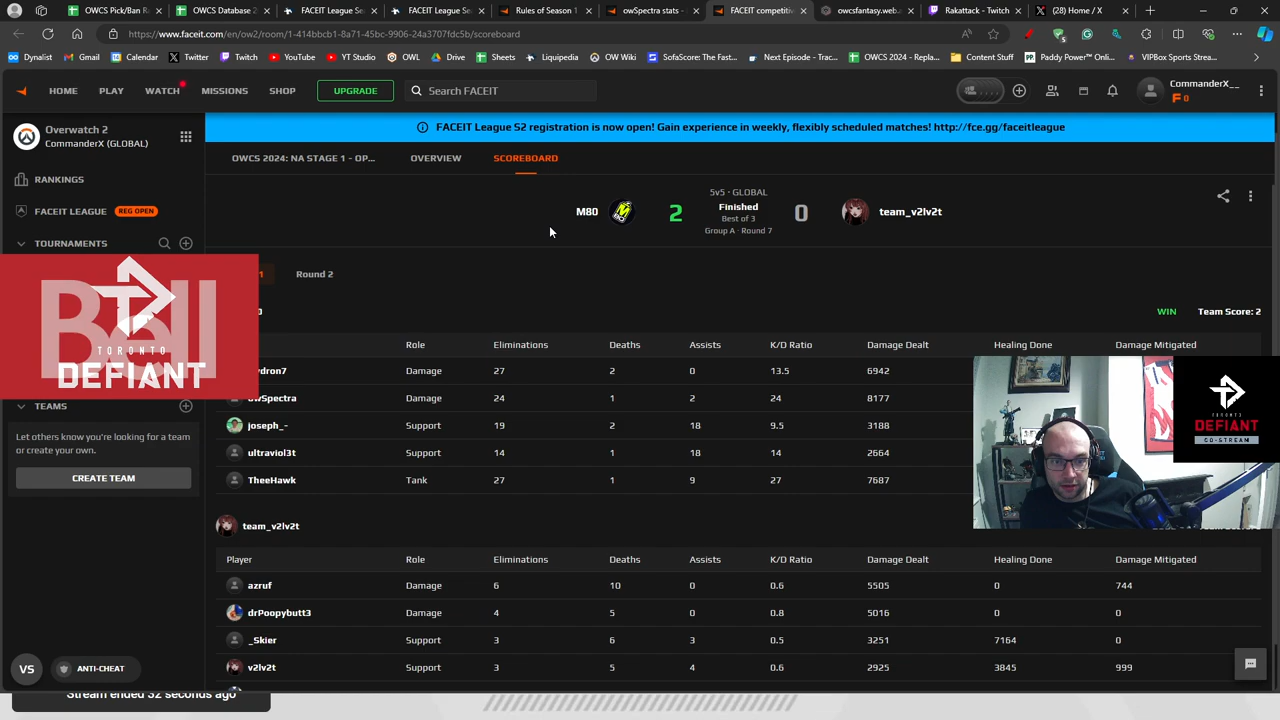 OWCS Pick/Ban R
OWCS Database 2
FACEIT League Se
FACEIT League Se
Rules of Season 1
owSpectra stats -
FACEIT competitiv
owcsfantasy.web.a
Rakattack - Twitch
(28) Home / X
https://www.faceit.com/en/ow2/room/1-414bbcb1-8a71-45bc-9906-24a3707fdc5b/scoreboard
Dynalist
Gmail
Calendar
Twitter
Twitch
YouTube
YT Studio
OWL
Drive
Sheets
Liquipedia
OW Wiki
SofaScore: The Fast...
Next Episode - Trac...
OWCS 2024 - Repla...
Content Stuff
Paddy Power™ Onli...
VIPBox Sports Strea...
HOME
PLAY
WATCH
MISSIONS
SHOP
UPGRADE
Search FACEIT
CommanderX__
F 0
Overwatch 2
CommanderX (GLOBAL)
FACEIT League S2 registration is now open! Gain experience in weekly, flexibly scheduled matches! http://fce.gg/faceitleague
RANKINGS
FACEIT LEAGUE
REG OPEN
TOURNAMENTS
OWCS 2024: NA STAGE 1 - OP...
OVERVIEW
SCOREBOARD
M80
2
5v5 · GLOBAL
Finished
Best of 3
Group A · Round 7
0
team_v2lv2t
1
Round 2
Bell
TORONTO
DEFIANT
0
WIN
Team Score: 2
Role
Eliminations
Deaths
Assists
K/D Ratio
Damage Dealt
Healing Done
Damage Mitigated
ydron7
Damage
27
2
0
13.5
6942
owSpectra
Damage
24
1
2
24
8177
joseph_-
Support
19
2
18
9.5
3188
ultraviol3t
Support
14
1
18
14
2664
TheeHawk
Tank
27
1
9
27
7687
TORONTO
DEFIANT
CO-STREAM
TEAMS
Let others know you're looking for a team
or create your own.
CREATE TEAM
team_v2lv2t
Player
Role
Eliminations
Deaths
Assists
K/D Ratio
Damage Dealt
Healing Done
Damage Mitigated
azruf
Damage
6
10
0
0.6
5505
0
744
drPoopybutt3
Damage
4
5
0
0.8
5016
0
0
_Skier
Support
3
6
3
0.5
3251
7164
0
v2lv2t
Support
3
5
4
0.6
2925
3845
999
VS
ANTI-CHEAT
Stream ended 32 seconds ago